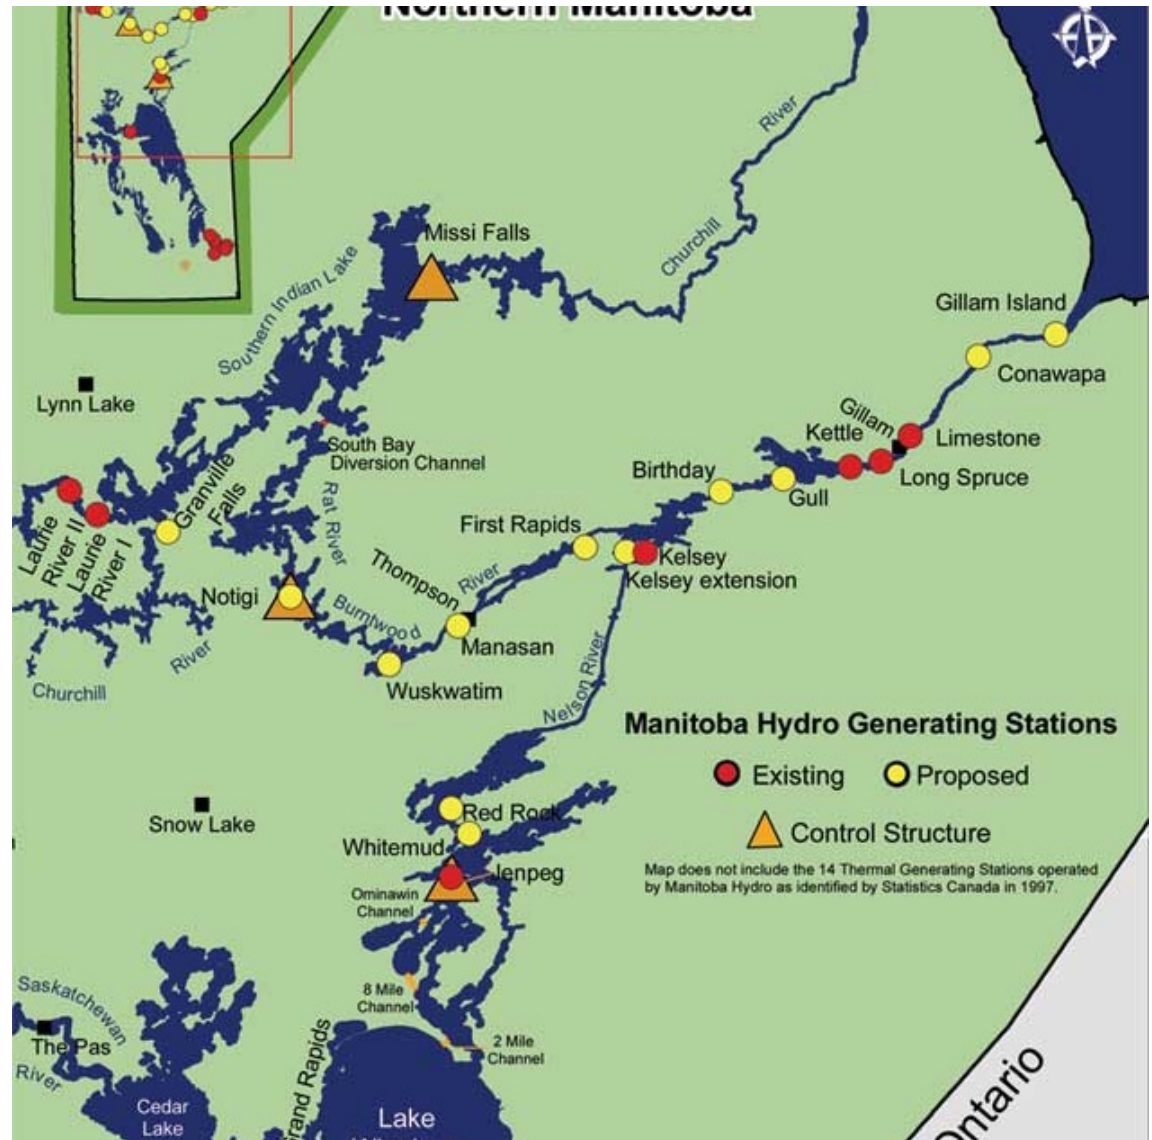 Northern Manitoba
River
Churchill
Missi Falls
Southern Indian Lake
Gillam Island
Conawapa
Lynn Lake
Gillam
Kettle
Limestone
Long Spruce
South Bay
Diversion Channel
Birthday
Gull
Granville
Falls
Rat River
First Rapids
Laurie
River II
Laurie
River I
Kelsey
Kelsey extension
Thompson
River
Notigi
Burntwood
Manasan
Wuskwatim
River
Churchill
Nelson River
Manitoba Hydro Generating Stations
Existing
Proposed
Control Structure
Map does not include the 14 Thermal Generating Stations operated
by Manitoba Hydro as identified by Statistics Canada in 1997.
Snow Lake
Red Rock
Whitemud
Jenpeg
Ominawin
Channel
8 Mile
Channel
2 Mile
Channel
Saskatchewan
The Pas
River
Cedar
Lake
rand Rapids
Lake
Ontario